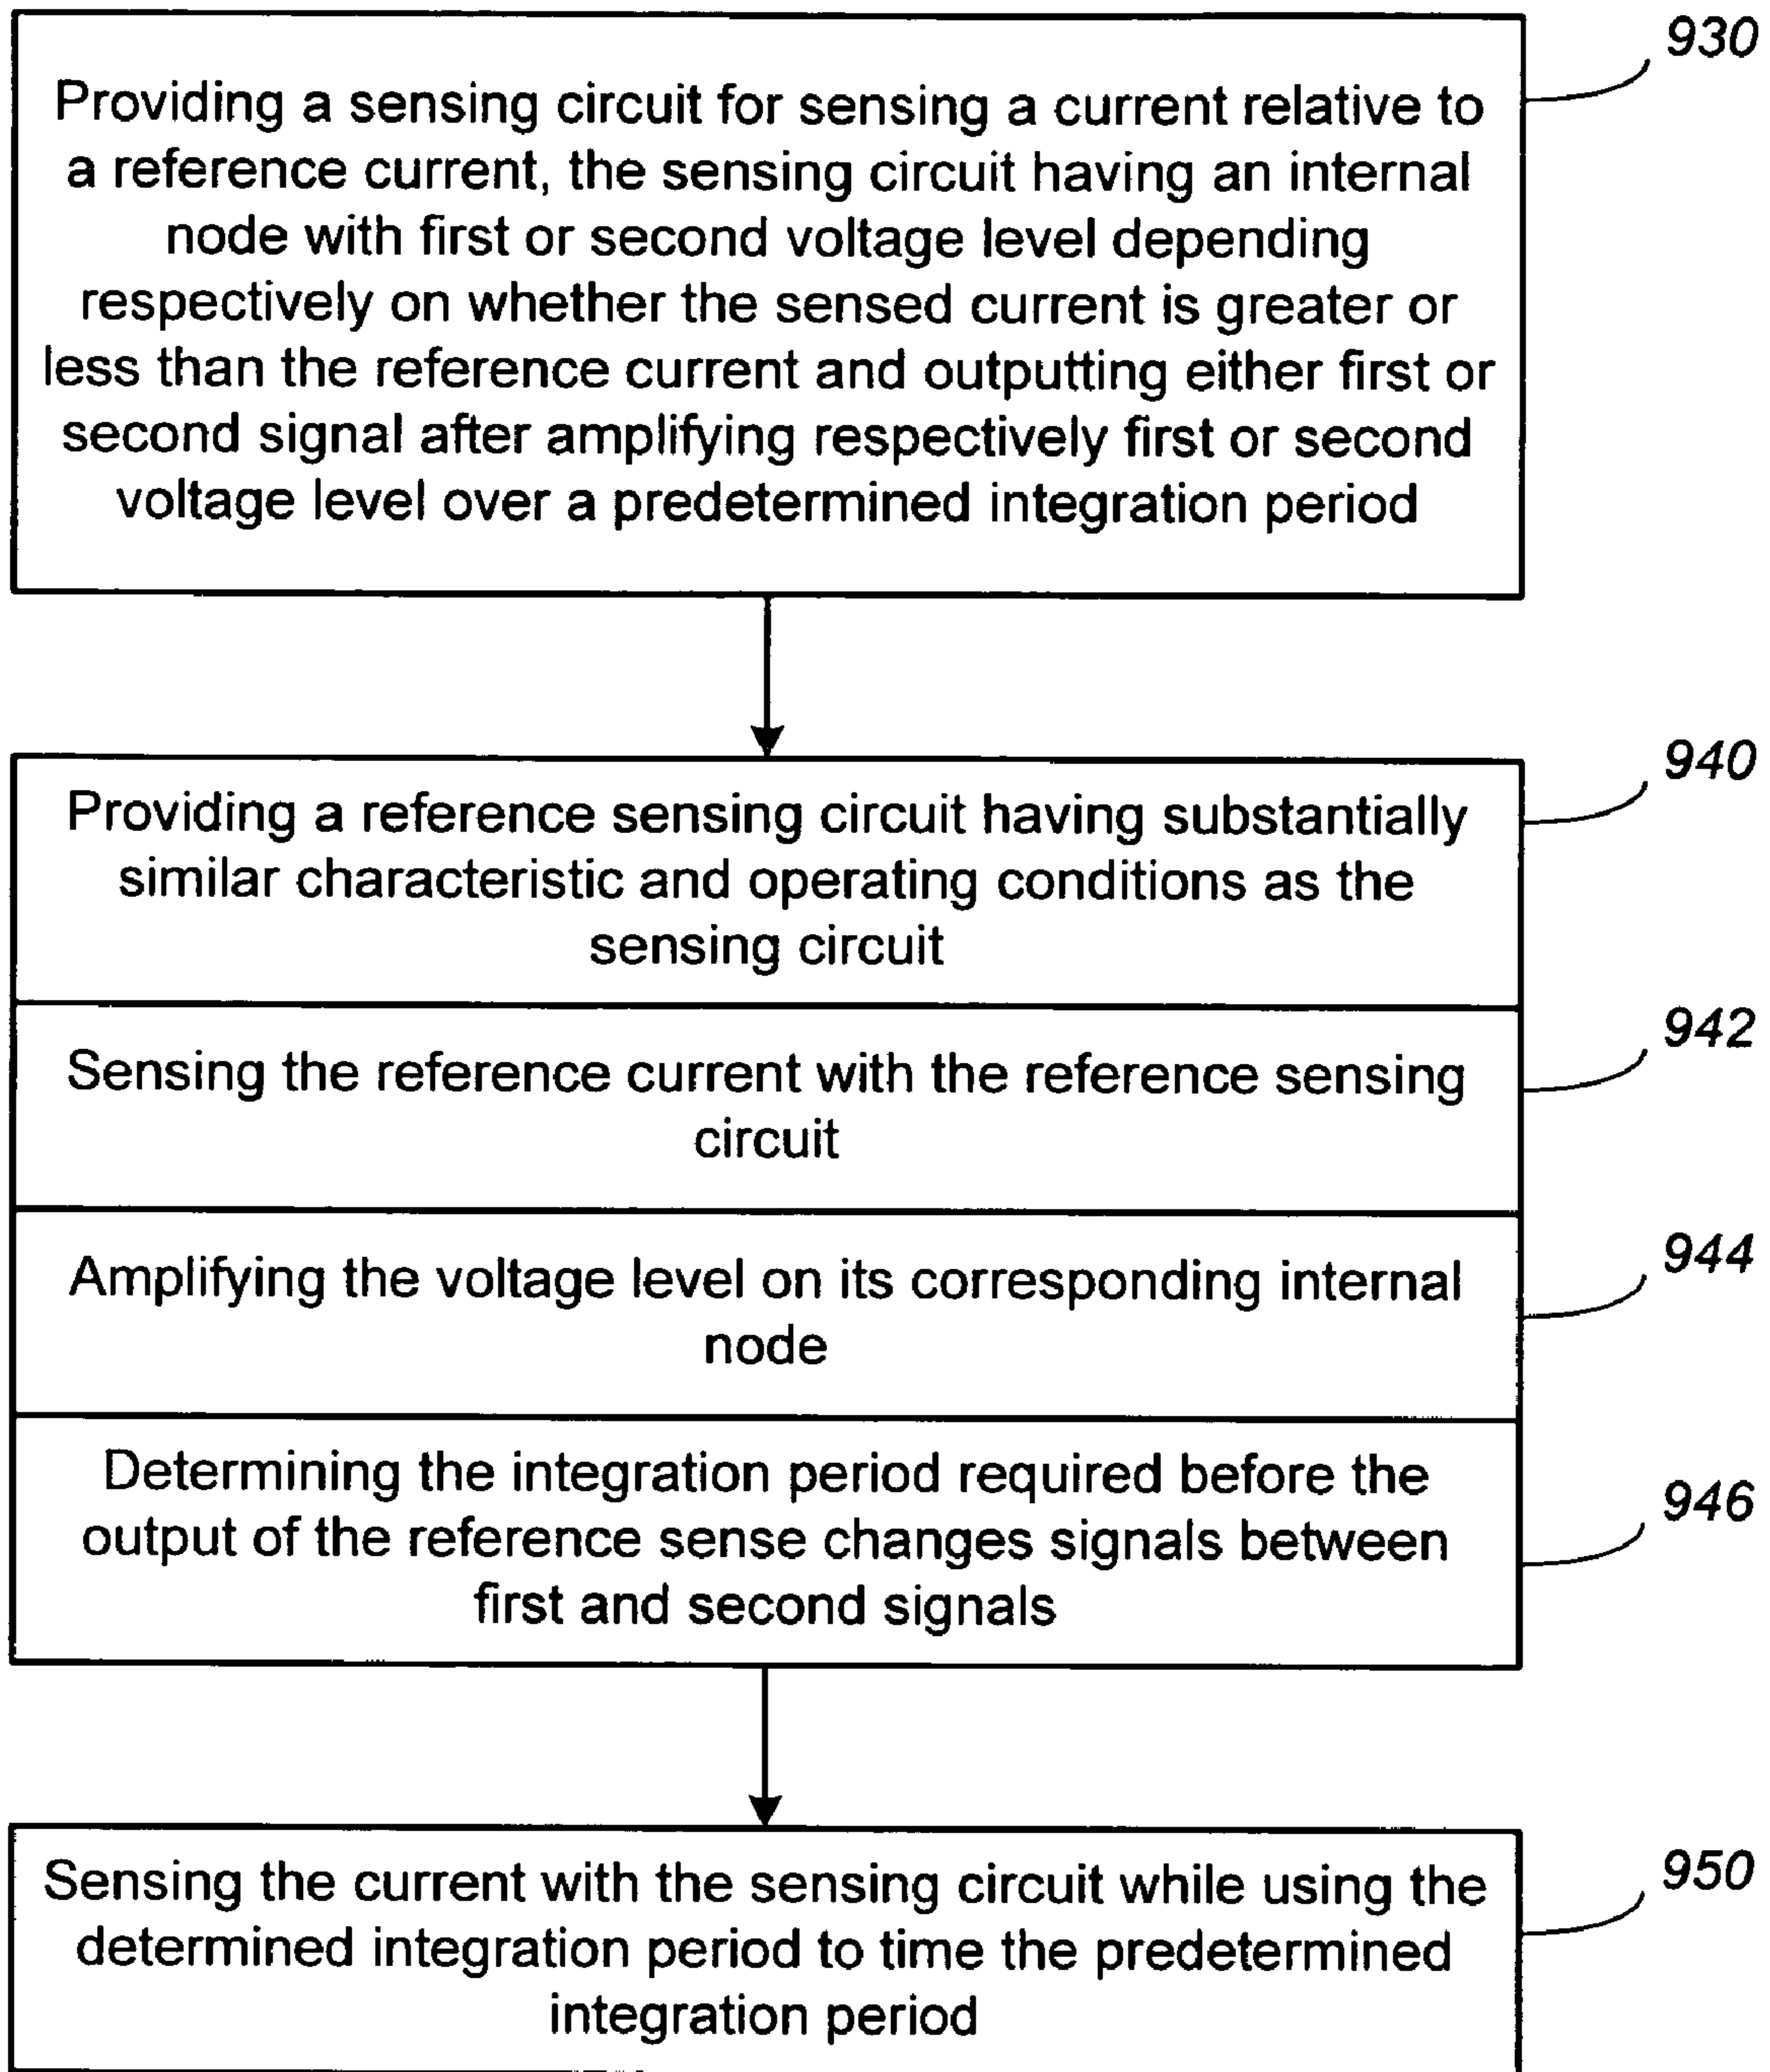 930
Providing a sensing circuit for sensing a current relative to
a reference current, the sensing circuit having an internal
node with first or second voltage level depending
respectively on whether the sensed current is greater or
less than the reference current and outputting either first or
second signal after amplifying respectively first or second
voltage level over a predetermined integration period
940
Providing a reference sensing circuit having substantially
similar characteristic and operating conditions as the
sensing circuit
942
Sensing the reference current with the reference sensing
circuit
944
Amplifying the voltage level on its corresponding internal
node
946
Determining the integration period required before the
output of the reference sense changes signals between
first and second signals
950
Sensing the current with the sensing circuit while using the
determined integration period to time the predetermined
integration period